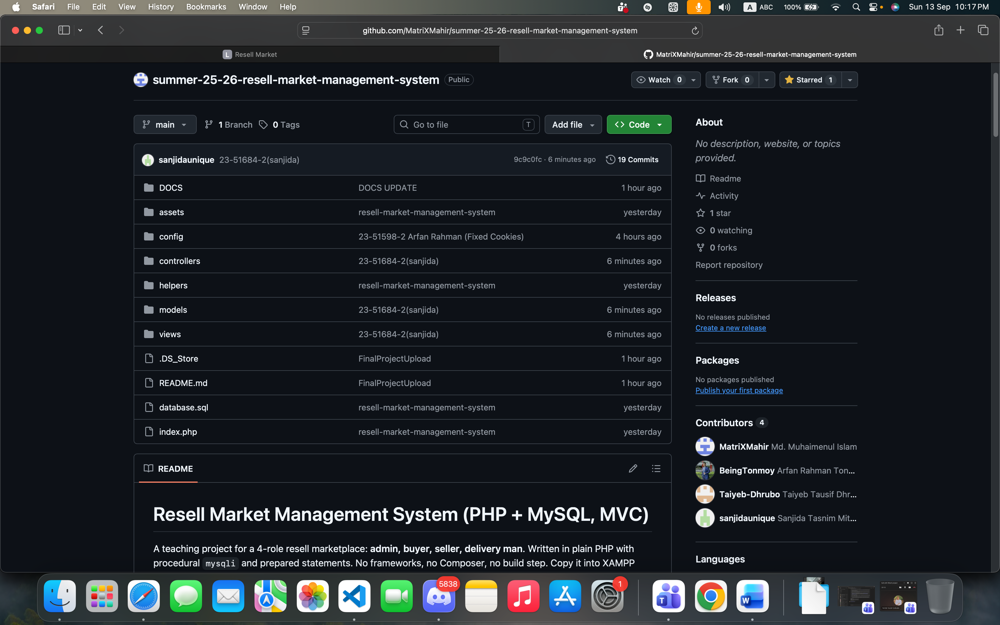 Safari File Edit View History Bookmarks Window Help A ABC 100% Sun 13 Sep 10:17 PM
github.com/MatriXMahir/summer-25-26-resell-market-management-system
L Resell Market
MatriXMahir/summer-25-26-resell-market-management-system
summer-25-26-resell-market-management-system Public
Watch 0 Fork 0 Starred 1
main 1 Branch 0 Tags Go to file T Add file Code
sanjidaunique 23-51684-2(sanjida) 9c9c0fc · 6 minutes ago 19 Commits
DOCS DOCS UPDATE 1 hour ago
assets resell-market-management-system yesterday
config 23-51598-2 Arfan Rahman (Fixed Cookies) 4 hours ago
controllers 23-51684-2(sanjida) 6 minutes ago
helpers resell-market-management-system yesterday
models 23-51684-2(sanjida) 6 minutes ago
views 23-51684-2(sanjida) 6 minutes ago
.DS_Store FinalProjectUpload 1 hour ago
README.md FinalProjectUpload 1 hour ago
database.sql resell-market-management-system yesterday
index.php resell-market-management-system yesterday
README
Resell Market Management System (PHP + MySQL, MVC)
A teaching project for a 4-role resell marketplace: admin, buyer, seller, delivery man. Written in plain PHP with
procedural mysqli and prepared statements. No frameworks, no Composer, no build step. Copy it into XAMPP
About
No description, website, or topics
provided.
Readme
Activity
1 star
0 watching
0 forks
Report repository
Releases
No releases published
Create a new release
Packages
No packages published
Publish your first package
Contributors 4
MatriXMahir Md. Muhaimenul Islam
BeingTonmoy Arfan Rahman Ton...
Taiyeb-Dhrubo Taiyeb Tausif Dhr...
sanjidaunique Sanjida Tasnim Mit...
Languages
5838
1
T
W